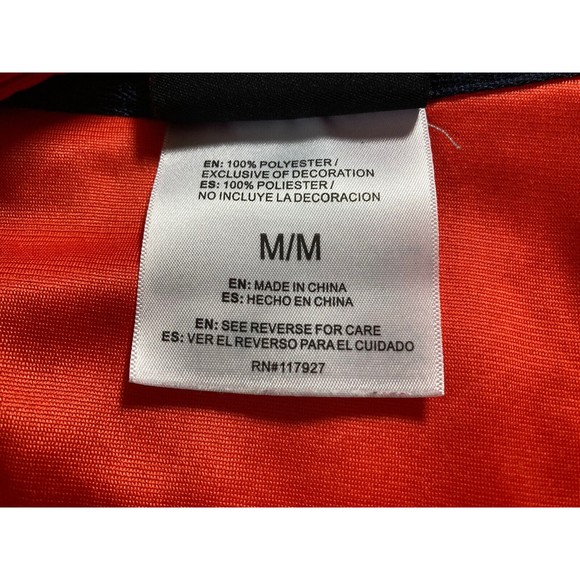 EN: 100% POLYESTER /
EXCLUSIVE OF DECORATION
ES: 100% POLIESTER /
NO INCLUYE LA DECORACION
M/M
EN: MADE IN CHINA
ES: HECHO EN CHINA
EN: SEE REVERSE FOR CARE
ES: VER EL REVERSO PARA EL CUIDADO
RN#117927